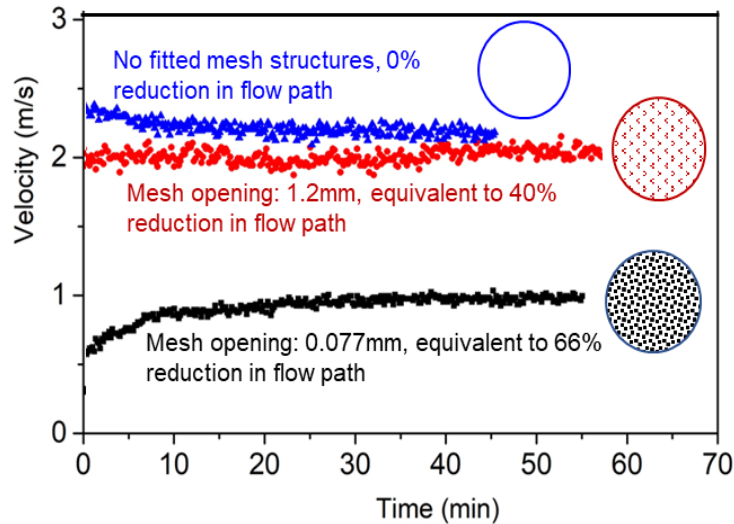 3
No fitted mesh structures, 0%
reduction in flow path
2
Mesh opening: 1.2mm, equivalent to 40%
reduction in flow path
1
Mesh opening: 0.077mm, equivalent to 66%
reduction in flow path
0
Velocity (m/s)
0 10 20 30 40 50 60 70
Time (min)